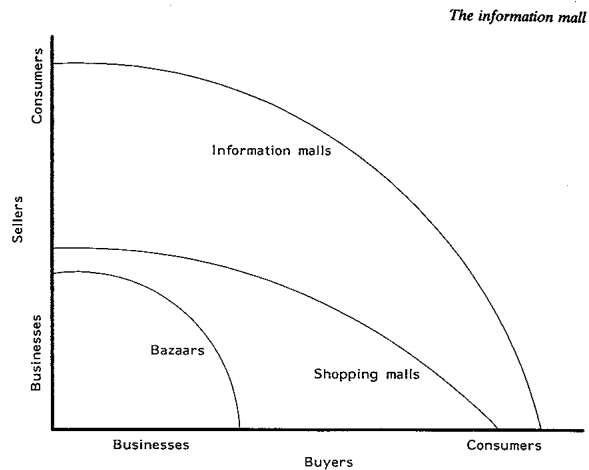 The information mall
Consumers
Information malls
Sellers
Businesses
Bazaars
Shopping malls
Businesses
Consumers
Buyers